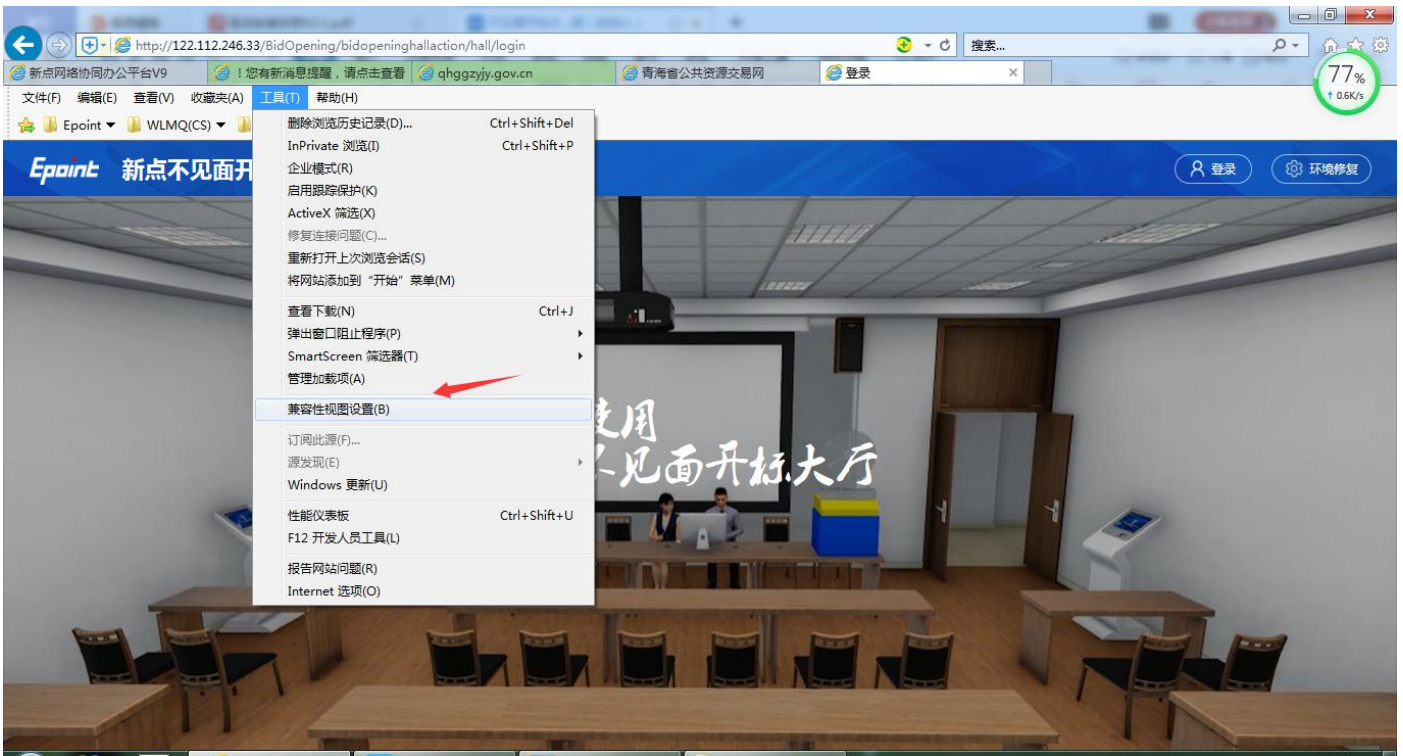 http://122.112.246.33/BidOpening/bidopeninghallaction/hall/login
搜索...
新点网络协同办公平台V9
！您有新消息提醒，请点击查看
qhggzyjy.gov.cn
青海省公共资源交易网
登录
77%
↑ 0.6K/s
文件(F) 编辑(E) 查看(V) 收藏夹(A) 工具(T) 帮助(H)
Epoint WLMQ(CS)
Epoint 新点不见面开
登录
环境修复
删除浏览历史记录(D)... Ctrl+Shift+Del
InPrivate 浏览(I) Ctrl+Shift+P
企业模式(R)
启用跟踪保护(K)
ActiveX 筛选(X)
修复连接问题(C)...
重新打开上次浏览会话(S)
将网站添加到“开始”菜单(M)
查看下载(N) Ctrl+J
弹出窗口阻止程序(P)
SmartScreen 筛选器(T)
管理加载项(A)
兼容性视图设置(B)
订阅此源(F)...
源发现(E)
Windows 更新(U)
性能仪表板 Ctrl+Shift+U
F12 开发人员工具(L)
报告网站问题(R)
Internet 选项(O)
使用
不见面开标大厅